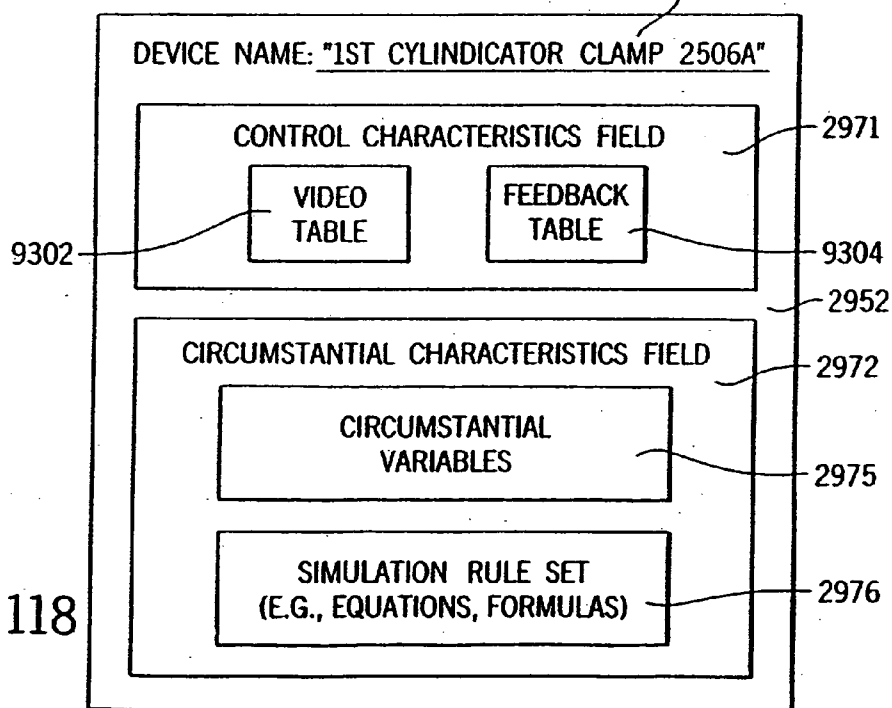 DEVICE NAME: "1ST CYLINDICATOR CLAMP 2506A"
CONTROL CHARACTERISTICS FIELD
2971
VIDEO
TABLE
FEEDBACK
TABLE
9302
9304
2952
CIRCUMSTANTIAL CHARACTERISTICS FIELD
2972
CIRCUMSTANTIAL
VARIABLES
2975
SIMULATION RULE SET
(E.G., EQUATIONS, FORMULAS)
2976
118